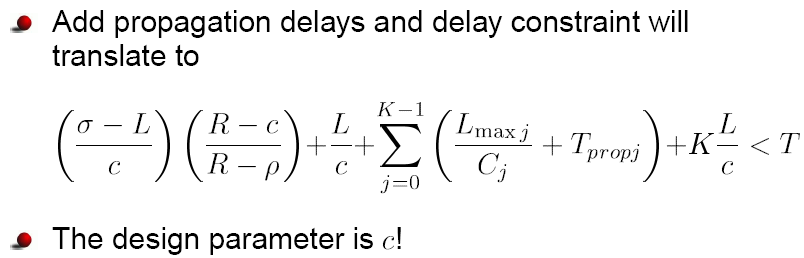 Add propagation delays and delay constraint will
translate to
\left(\frac{\sigma - L}{c}\right)\left(\frac{R - c}{R - \rho}\right) + \frac{L}{c} + \sum_{j=0}^{K-1}\left(\frac{L_{\max j}}{C_j} + T_{propj}\right) + K\frac{L}{c} < T
The design parameter is c!